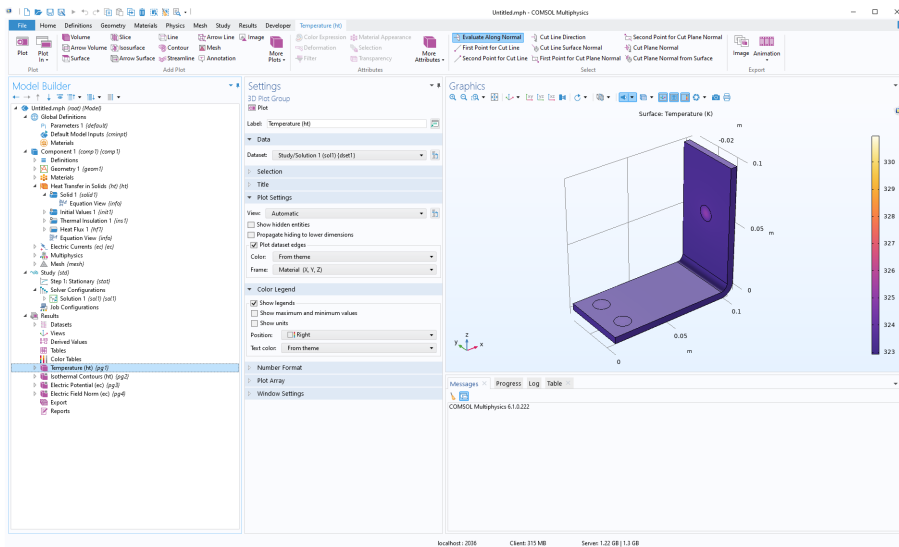 Untitled.mph - COMSOL Multiphysics
File Home Definitions Geometry Materials Physics Mesh Study Results Developer Temperature (ht)
Plot
Plot In
Volume
Arrow Volume
Surface
Slice
Isosurface
Arrow Surface
Line
Contour
Streamline
Arrow Line
Mesh
Annotation
Image
More Plots
Color Expression
Deformation
Filter
Material Appearance
Selection
Transparency
More Attributes
Evaluate Along Normal
First Point for Cut Line
Second Point for Cut Line
Cut Line Direction
Cut Line Surface Normal
First Point for Cut Plane Normal
Second Point for Cut Plane Normal
Cut Plane Normal
Cut Plane Normal from Surface
Image
Animation
Plot Add Plot Attributes Select Export
Model Builder
Untitled.mph (root) (Model)
Global Definitions
Parameters 1 (default)
Default Model Inputs (cminpt)
Materials
Component 1 (comp1) (comp1)
Definitions
Geometry 1 (geom1)
Materials
Heat Transfer in Solids (ht) (ht)
Solid 1 (solid1)
Equation View (info)
Initial Values 1 (init1)
Thermal Insulation 1 (ins1)
Heat Flux 1 (hf1)
Equation View (info)
Electric Currents (ec) (ec)
Multiphysics
Mesh (mesh)
Study (std)
Step 1: Stationary (stat)
Solver Configurations
Solution 1 (sol1) (sol1)
Job Configurations
Results
Datasets
Views
Derived Values
Tables
Color Tables
Temperature (ht) (pg1)
Isothermal Contours (ht) (pg2)
Electric Potential (ec) (pg3)
Electric Field Norm (ec) (pg4)
Export
Reports
Settings
3D Plot Group
Plot
Label: Temperature (ht)
Data
Dataset: Study/Solution 1 (sol1) {dset1}
Selection
Title
Plot Settings
View: Automatic
Show hidden entities
Propagate hiding to lower dimensions
Plot dataset edges
Color: From theme
Frame: Material (X, Y, Z)
Color Legend
Show legends
Show maximum and minimum values
Show units
Position: Right
Text color: From theme
Number Format
Plot Array
Window Settings
Graphics
Surface: Temperature (K)
m
-0.02
0.1
0.05 m
0
0.1
0.05
m
0
z
y
x
330
329
328
327
326
325
324
323
Messages Progress Log Table
COMSOL Multiphysics 6.1.0.222
localhost : 2036 Client: 315 MB Server: 1.22 GB | 1.3 GB